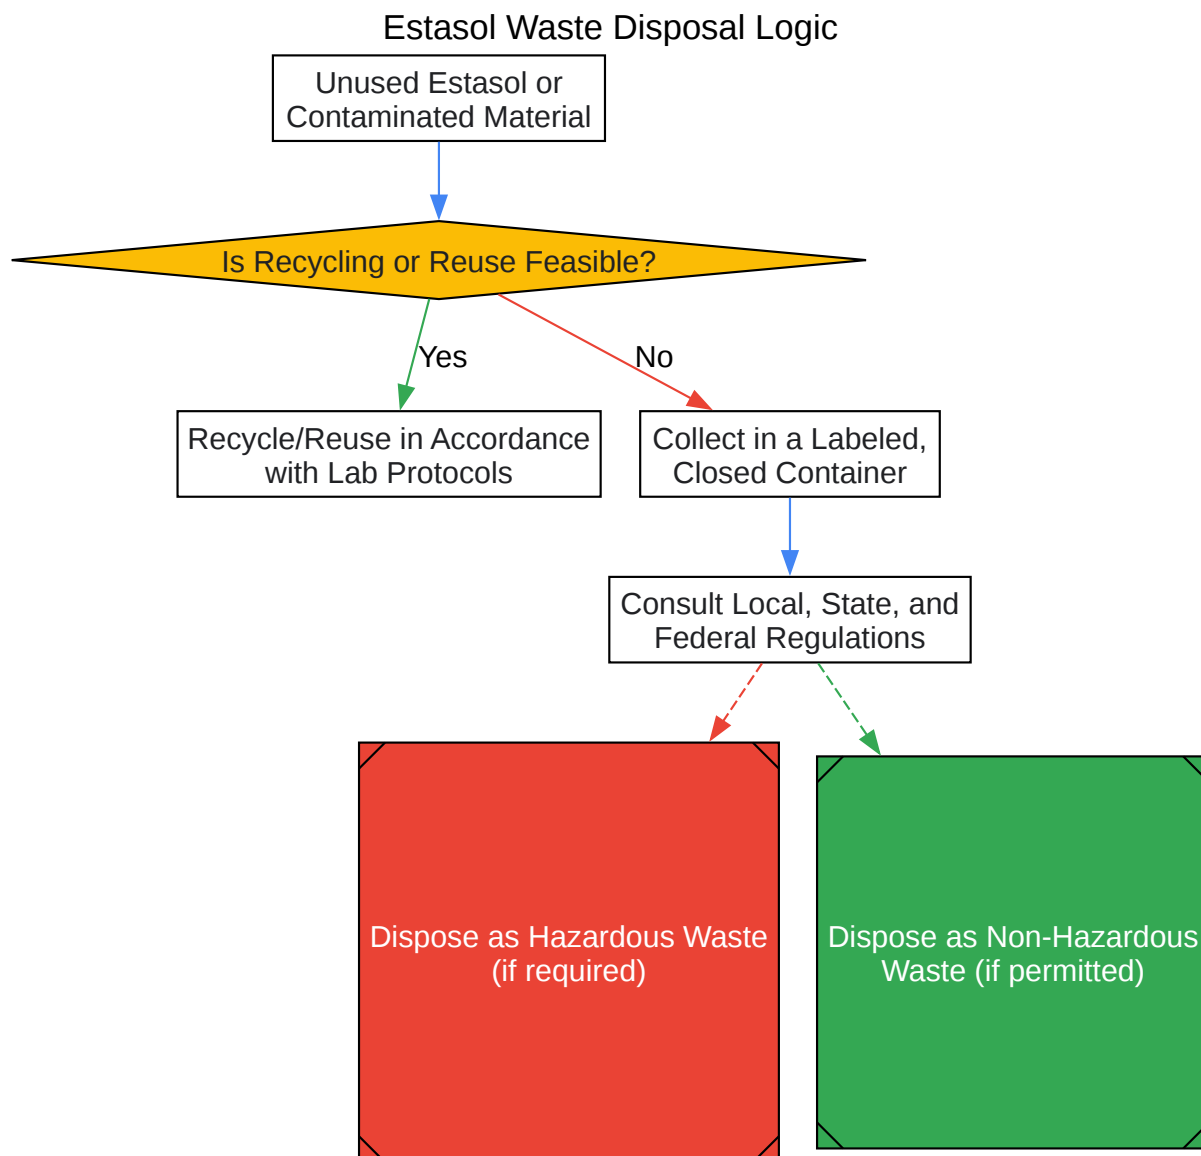 Estasol Waste Disposal Logic
Unused Estasol or
Contaminated Material
Is Recycling or Reuse Feasible?
Yes
No
Recycle/Reuse in Accordance
with Lab Protocols
Collect in a Labeled,
Closed Container
Consult Local, State, and
Federal Regulations
Dispose as Hazardous Waste
(if required)
Dispose as Non-Hazardous
Waste (if permitted)